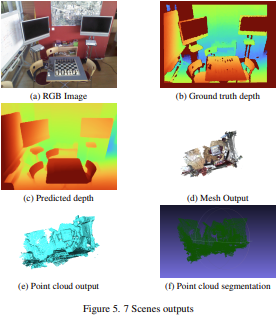 (a) RGB Image
(b) Ground truth depth
(c) Predicted depth
(d) Mesh Output
(e) Point cloud output
(f) Point cloud segmentation
Figure 5. 7 Scenes outputs